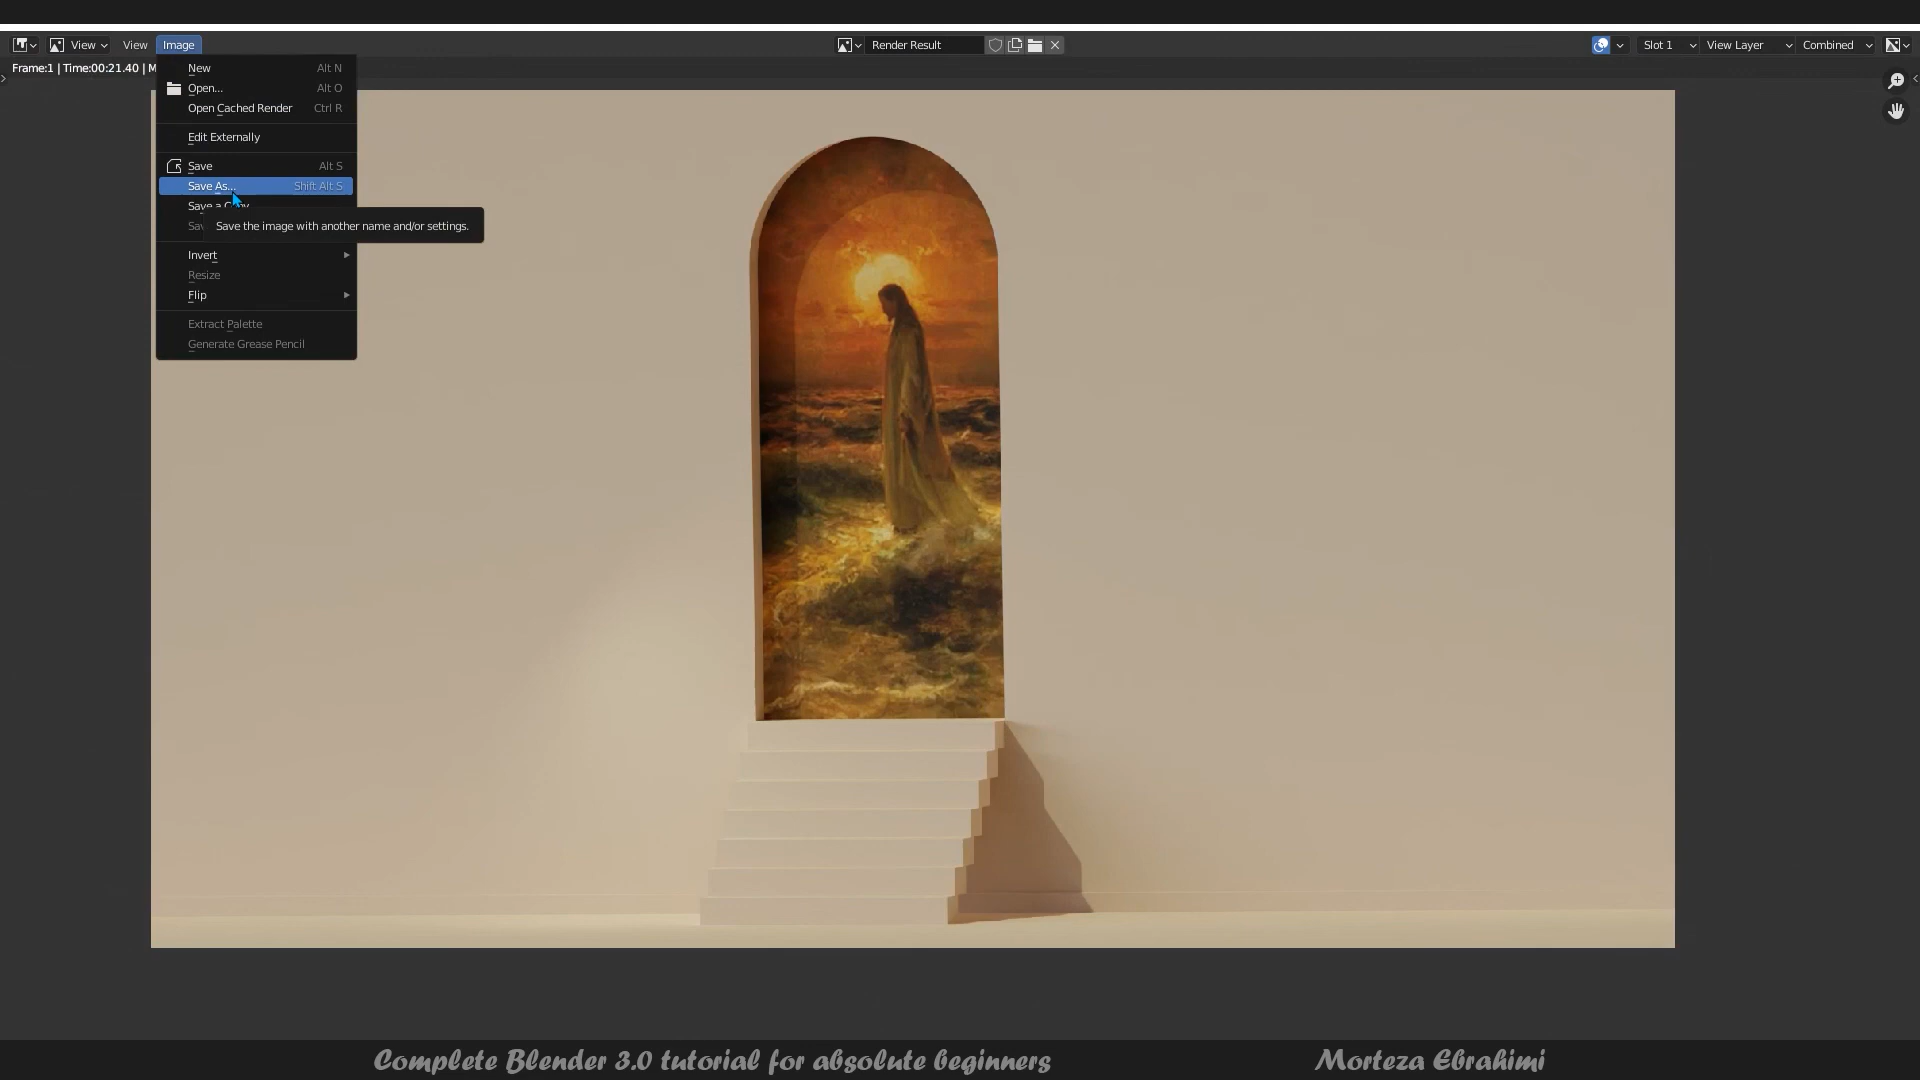 View View Image Render Result Slot 1 View Layer Combined
Frame:1 | Time:00:21.40 | M
New Alt N
Open... Alt O
Open Cached Render Ctrl R
Edit Externally
Save Alt S
Save As... Shift Alt S
Save a Copy
Sav
Save the image with another name and/or settings.
Invert
Resize
Flip
Extract Palette
Generate Grease Pencil
Complete Blender 3.0 tutorial for absolute beginners Morteza Ebrahimi